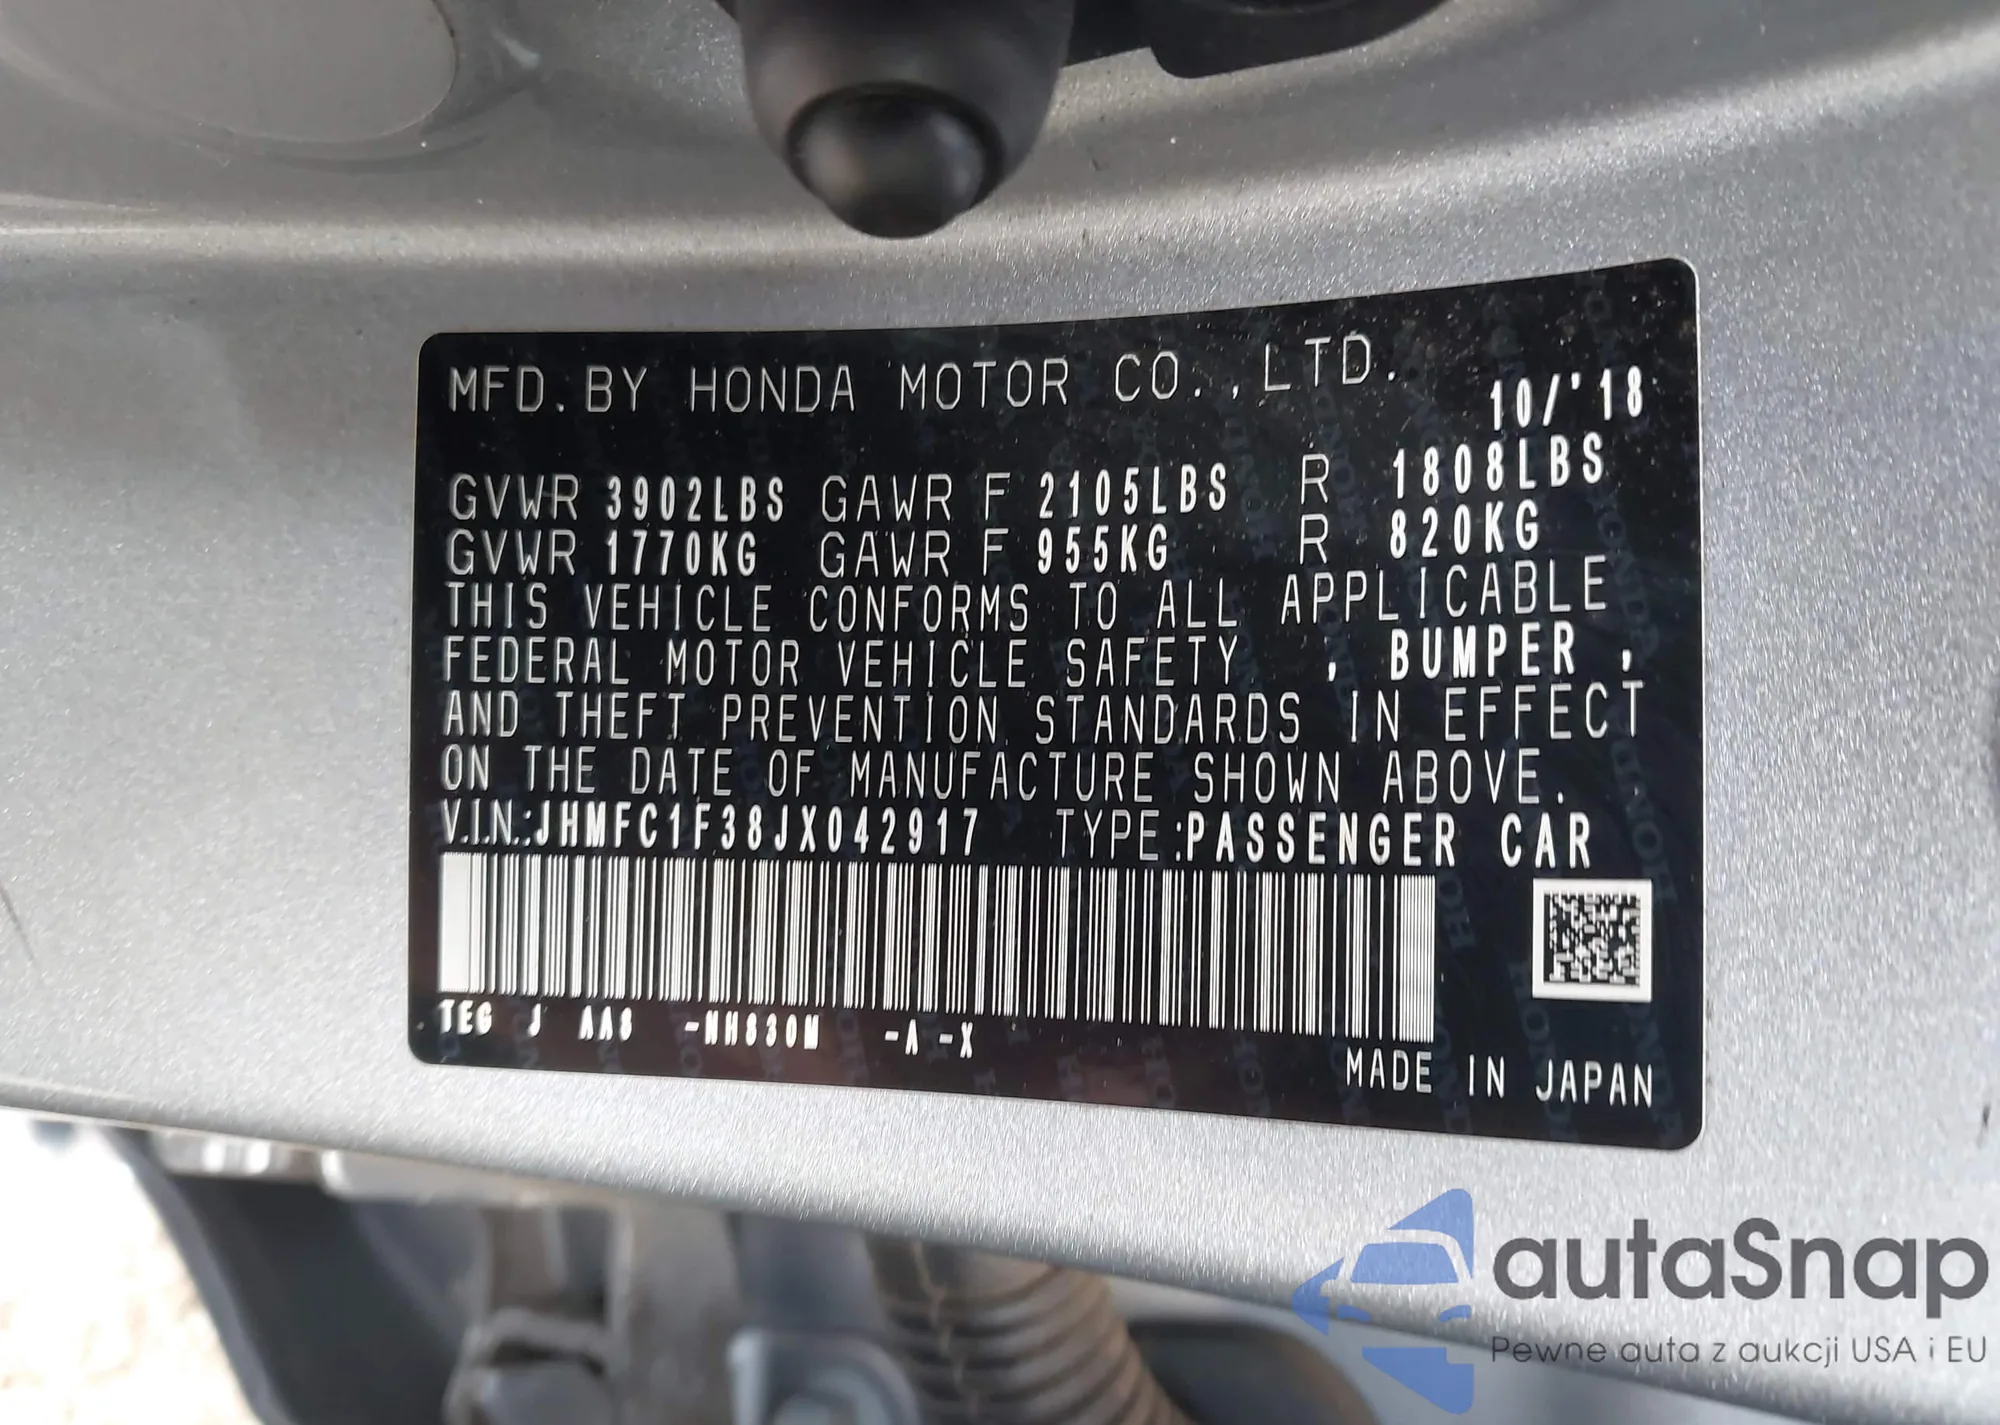 MFD. BY HONDA MOTOR CO., LTD.
10/'18
GVWR 3902LBS GAWR F 2105LBS R 1808LBS
GVWR 1770KG GAWR F 955KG R 820KG
THIS VEHICLE CONFORMS TO ALL APPLICABLE
FEDERAL MOTOR VEHICLE SAFETY , BUMPER ,
AND THEFT PREVENTION STANDARDS IN EFFECT
ON THE DATE OF MANUFACTURE SHOWN ABOVE.
V.I.N.:JHMFC1F38JX042917 TYPE:PASSENGER CAR
TEG J AA8 -NH830M -A -X
MADE IN JAPAN
autaSnap
Pewne auta z aukcji USA i EU